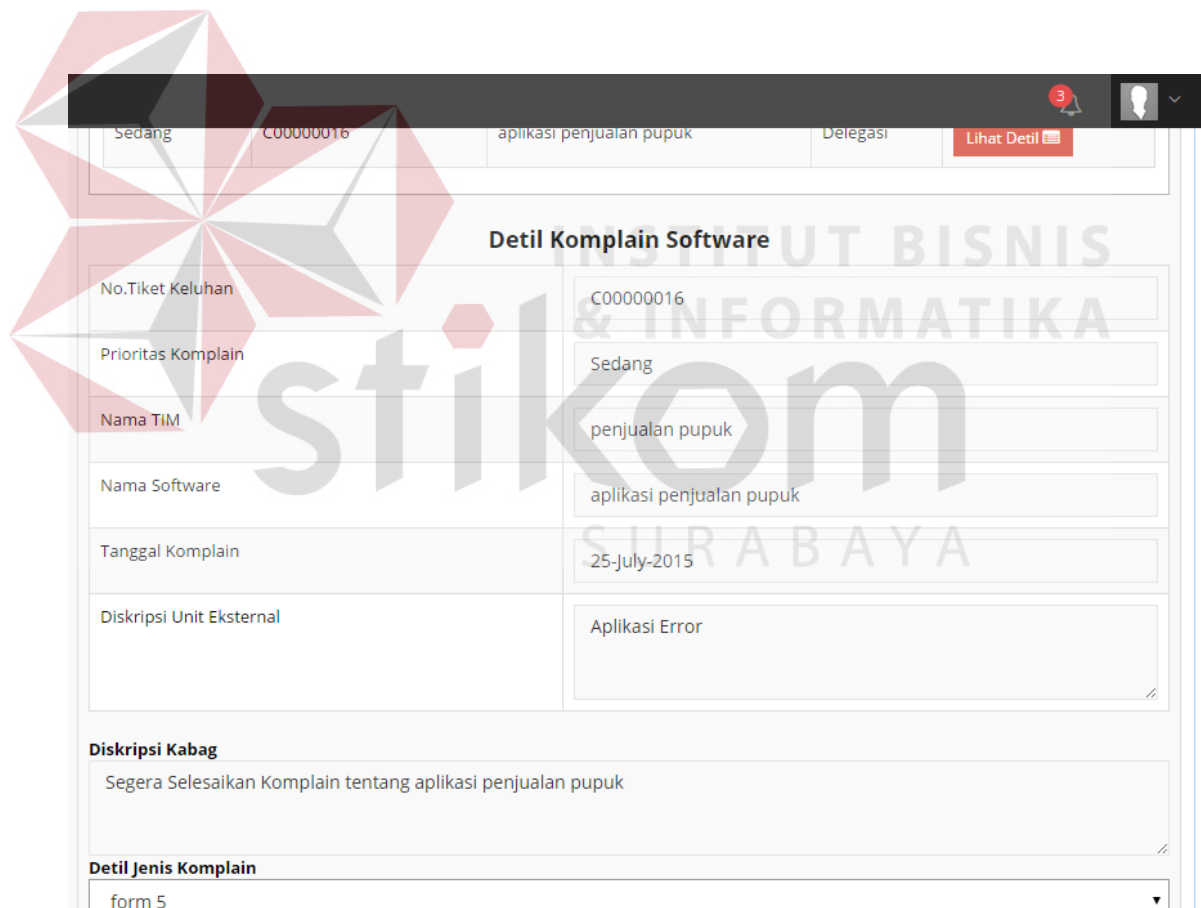 3
Sedang C00000016 aplikasi penjualan pupuk Delegasi Lihat Detil
Detil Komplain Software
INSTITUT BISNIS
& INFORMATIKA
stikom
SURABAYA
No.Tiket Keluhan C00000016
Prioritas Komplain Sedang
Nama TIM penjualan pupuk
Nama Software aplikasi penjualan pupuk
Tanggal Komplain 25-July-2015
Diskripsi Unit Eksternal Aplikasi Error
Diskripsi Kabag
Segera Selesaikan Komplain tentang aplikasi penjualan pupuk
Detil Jenis Komplain
form 5